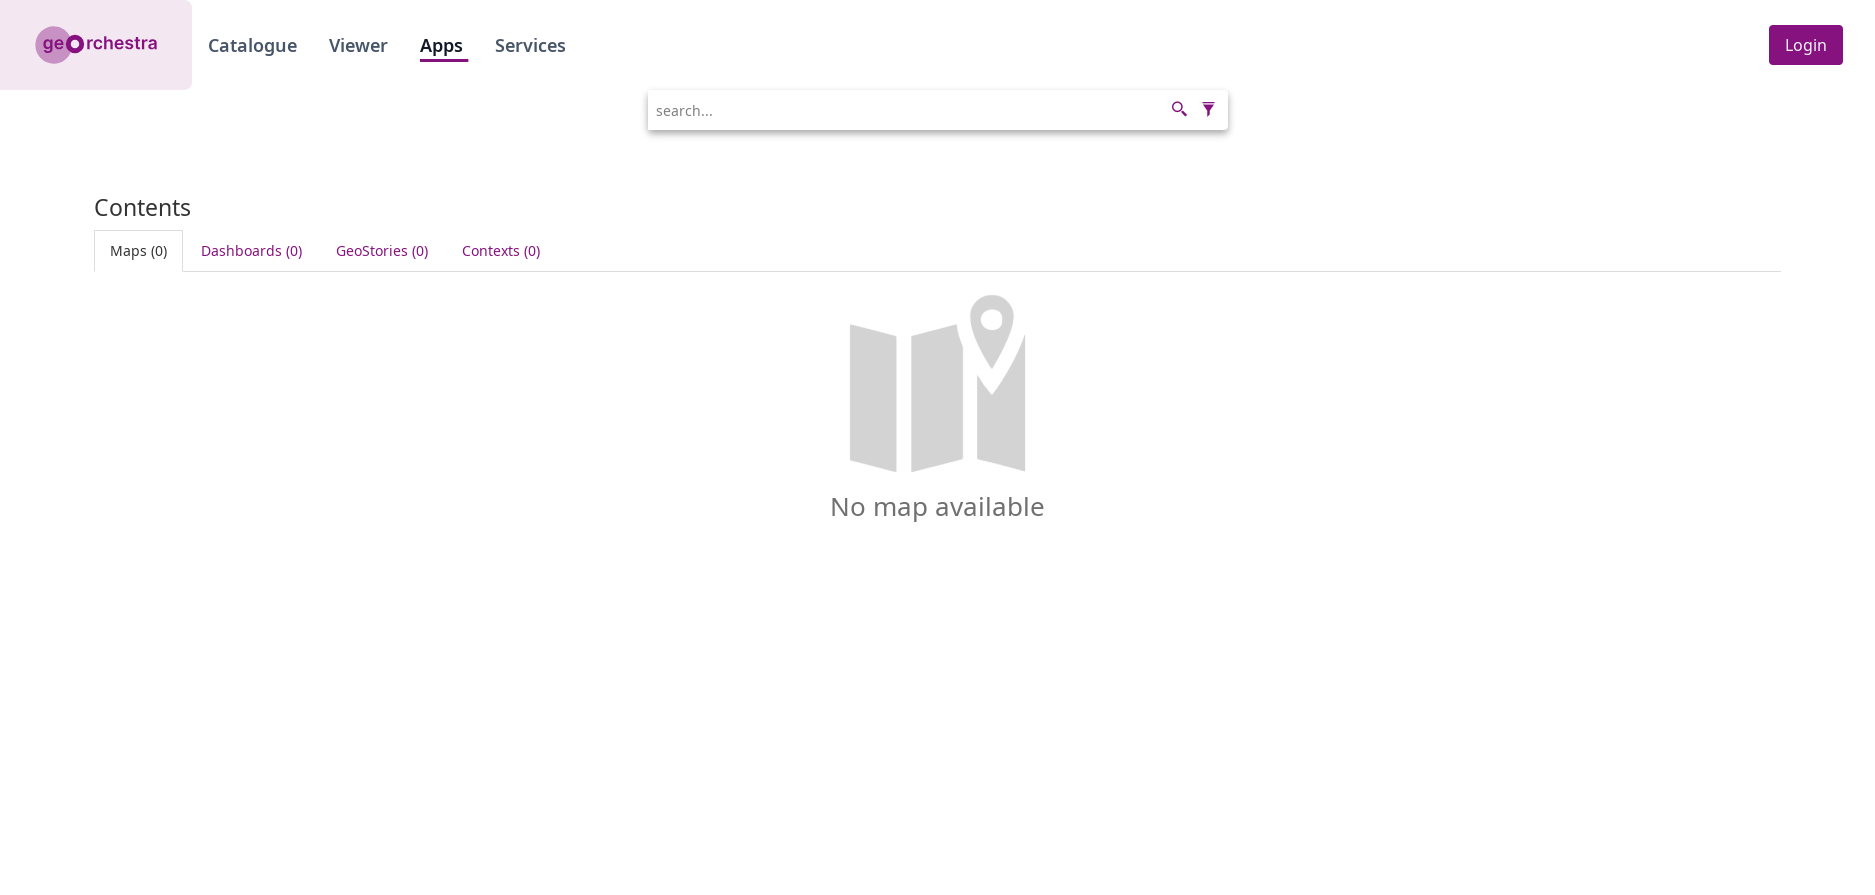 georchestra
Catalogue Viewer Apps Services Login
search...
Contents
Maps (0) Dashboards (0) GeoStories (0) Contexts (0)
No map available